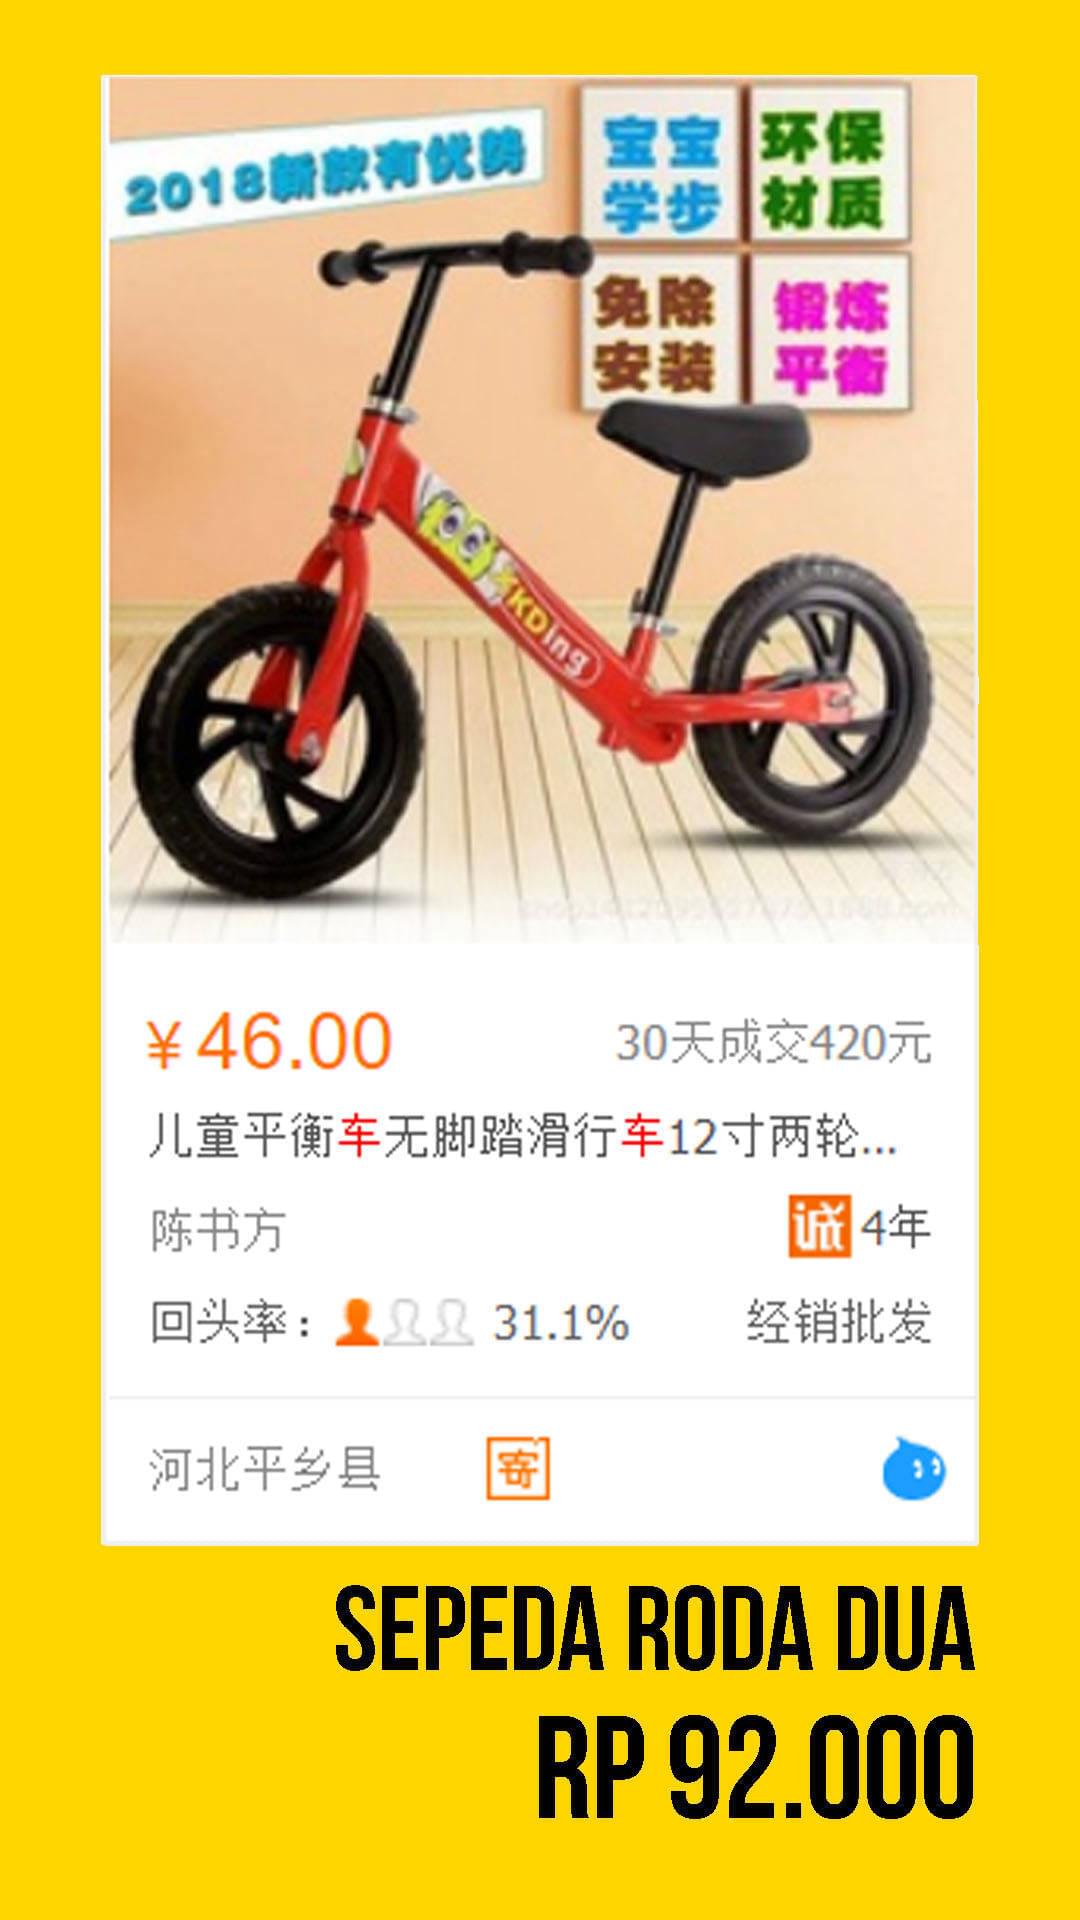 2018新款有优势
宝宝
学步
环保
材质
免除
安装
锻炼
平衡
KKDing
¥46.00
30天成交420元
儿童平衡车无脚踏滑行车12寸两轮...
陈书方
诚 4年
回头率： 31.1%
经销批发
河北平乡县
寄
SEPEDA RODA DUA
RP 92.000